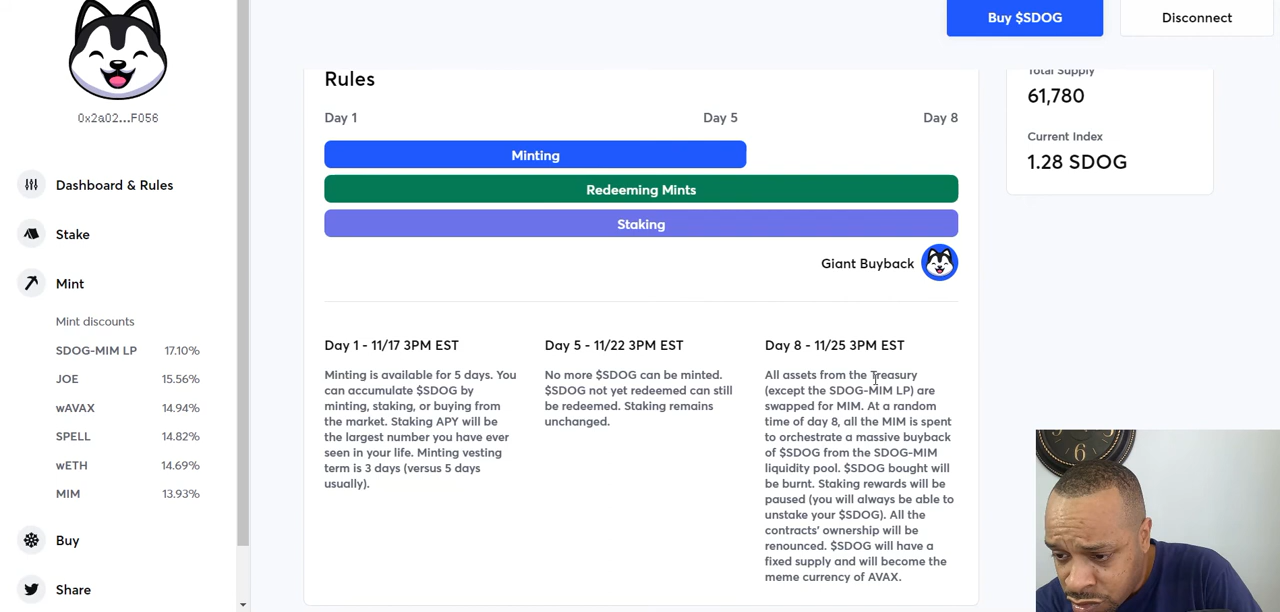 Buy $SDOG
Disconnect
0x2a02...F056
Dashboard & Rules
Stake
Mint
Mint discounts
SDOG-MIM LP 17.10%
JOE 15.56%
wAVAX 14.94%
SPELL 14.82%
wETH 14.69%
MIM 13.93%
Buy
Share
Rules
Day 1 Day 5 Day 8
Minting
Redeeming Mints
Staking
Giant Buyback
Day 1 - 11/17 3PM EST
Minting is available for 5 days. You
can accumulate $SDOG by
minting, staking, or buying from
the market. Staking APY will be
the largest number you have ever
seen in your life. Minting vesting
term is 3 days (versus 5 days
usually).
Day 5 - 11/22 3PM EST
No more $SDOG can be minted.
$SDOG not yet redeemed can still
be redeemed. Staking remains
unchanged.
Day 8 - 11/25 3PM EST
All assets from the Treasury
(except the SDOG-MIM LP) are
swapped for MIM. At a random
time of day 8, all the MIM is spent
to orchestrate a massive buyback
of $SDOG from the SDOG-MIM
liquidity pool. $SDOG bought will
be burnt. Staking rewards will be
paused (you will always be able to
unstake your $SDOG). All the
contracts' ownership will be
renounced. $SDOG will have a
fixed supply and will become the
meme currency of AVAX.
Total Supply
61,780
Current Index
1.28 SDOG
6